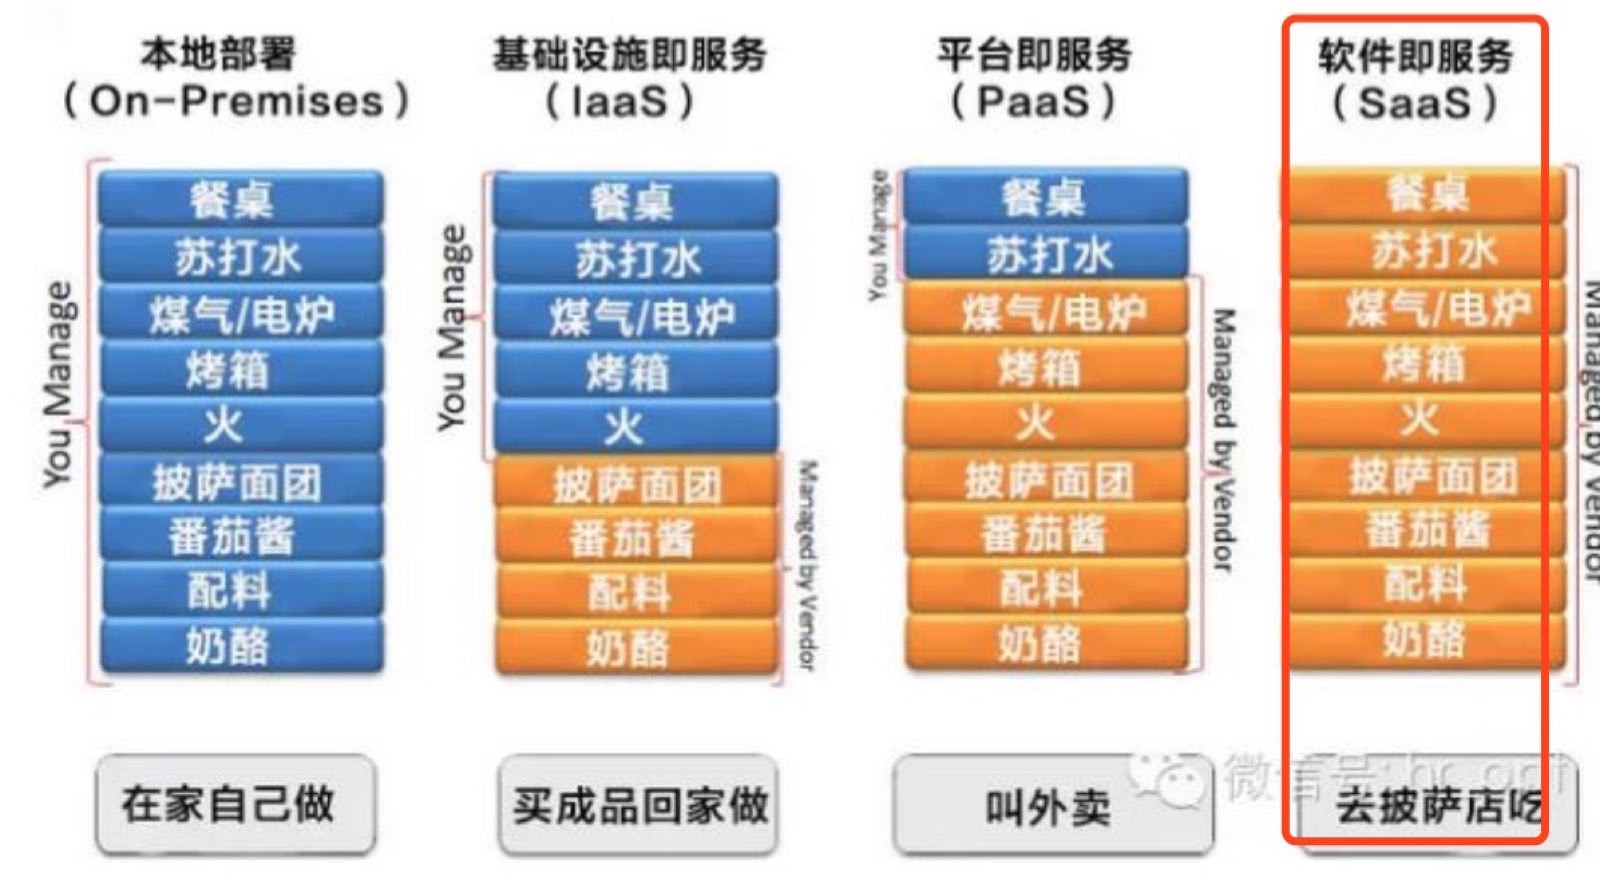 本地部署
(On-Premises)
You Manage
餐桌
苏打水
煤气/电炉
烤箱
火
披萨面团
番茄酱
配料
奶酪
在家自己做
基础设施即服务
(IaaS)
You Manage
餐桌
苏打水
煤气/电炉
烤箱
火
披萨面团
番茄酱
配料
奶酪
Managed by Vendor
买成品回家做
平台即服务
(PaaS)
You Manage
餐桌
苏打水
煤气/电炉
烤箱
火
披萨面团
番茄酱
配料
奶酪
Managed by Vendor
叫外卖
软件即服务
(SaaS)
餐桌
苏打水
煤气/电炉
烤箱
火
披萨面团
番茄酱
配料
奶酪
Managed by Vendor
去披萨店吃
微信号: